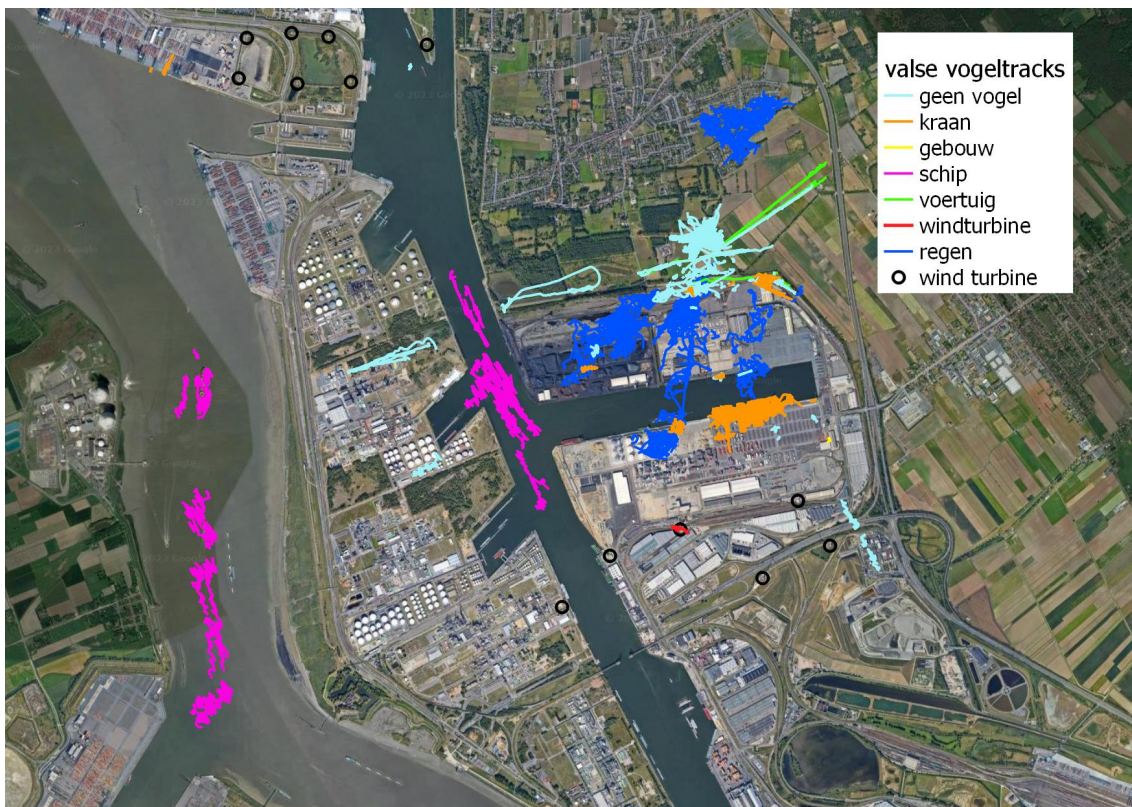 valse vogeltracks
geen vogel
kraan
gebouw
schip
voertuig
windturbine
regen
wind turbine